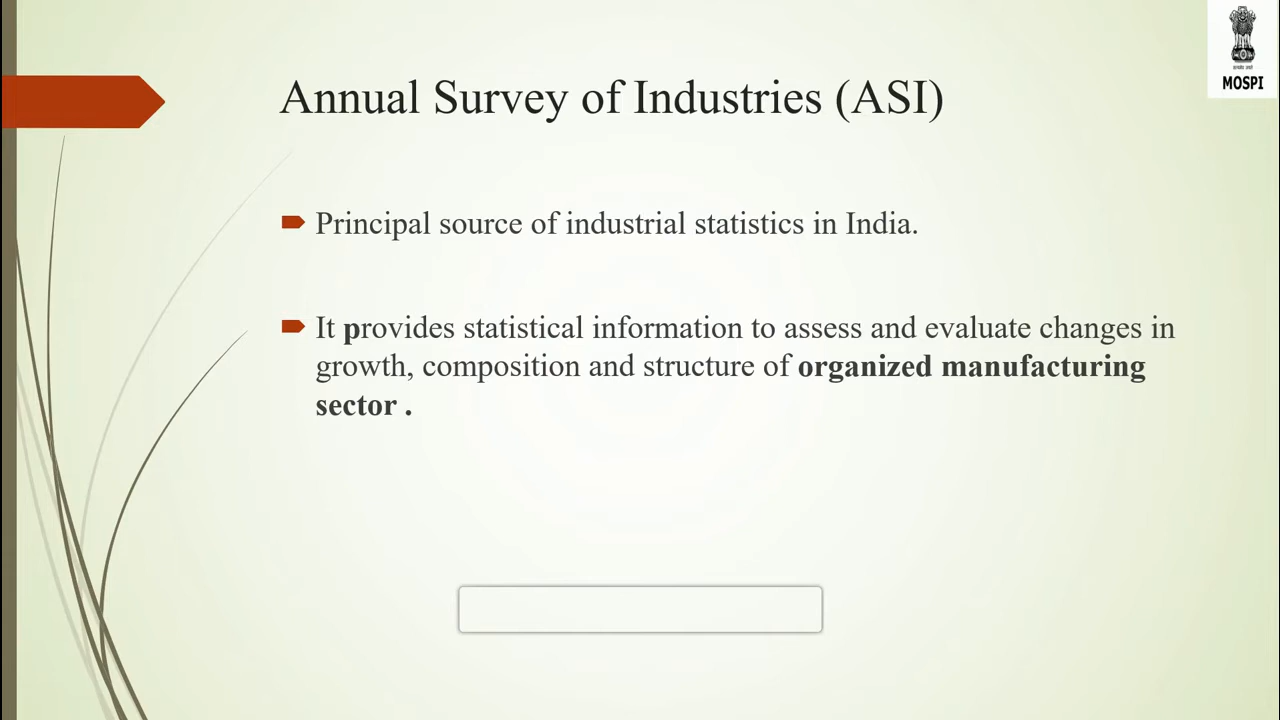 Annual Survey of Industries (ASI)
MOSPI
Principal source of industrial statistics in India.
It provides statistical information to assess and evaluate changes in
growth, composition and structure of organized manufacturing
sector .